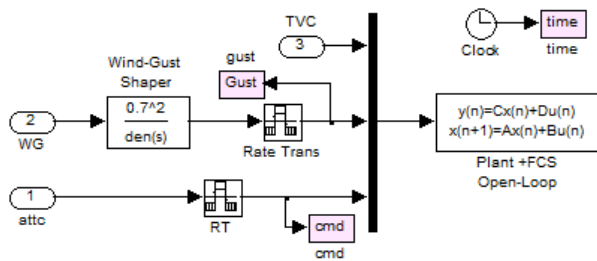 TVC
3
gust
Gust
Wind-Gust
Shaper
0.7^2
den(s)
2
WG
Rate Trans
1
attc
RT
cmd
cmd
Clock
time
time
y(n)=Cx(n)+Du(n)
x(n+1)=Ax(n)+Bu(n)
Plant +FCS
Open-Loop